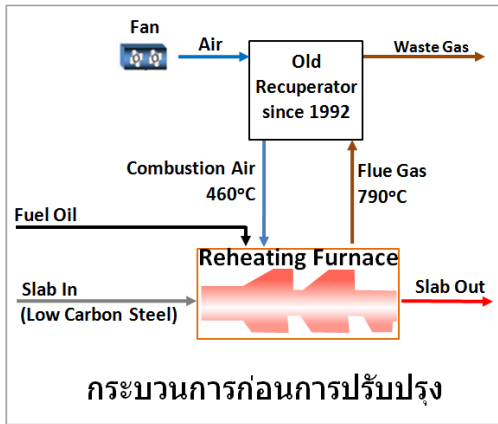 Fan
Air
Old
Recuperator
since 1992
Waste Gas
Combustion Air
460°C
Flue Gas
790°C
Fuel Oil
Reheating Furnace
Slab In
(Low Carbon Steel)
Slab Out
กระบวนการก่อนการปรับปรุง